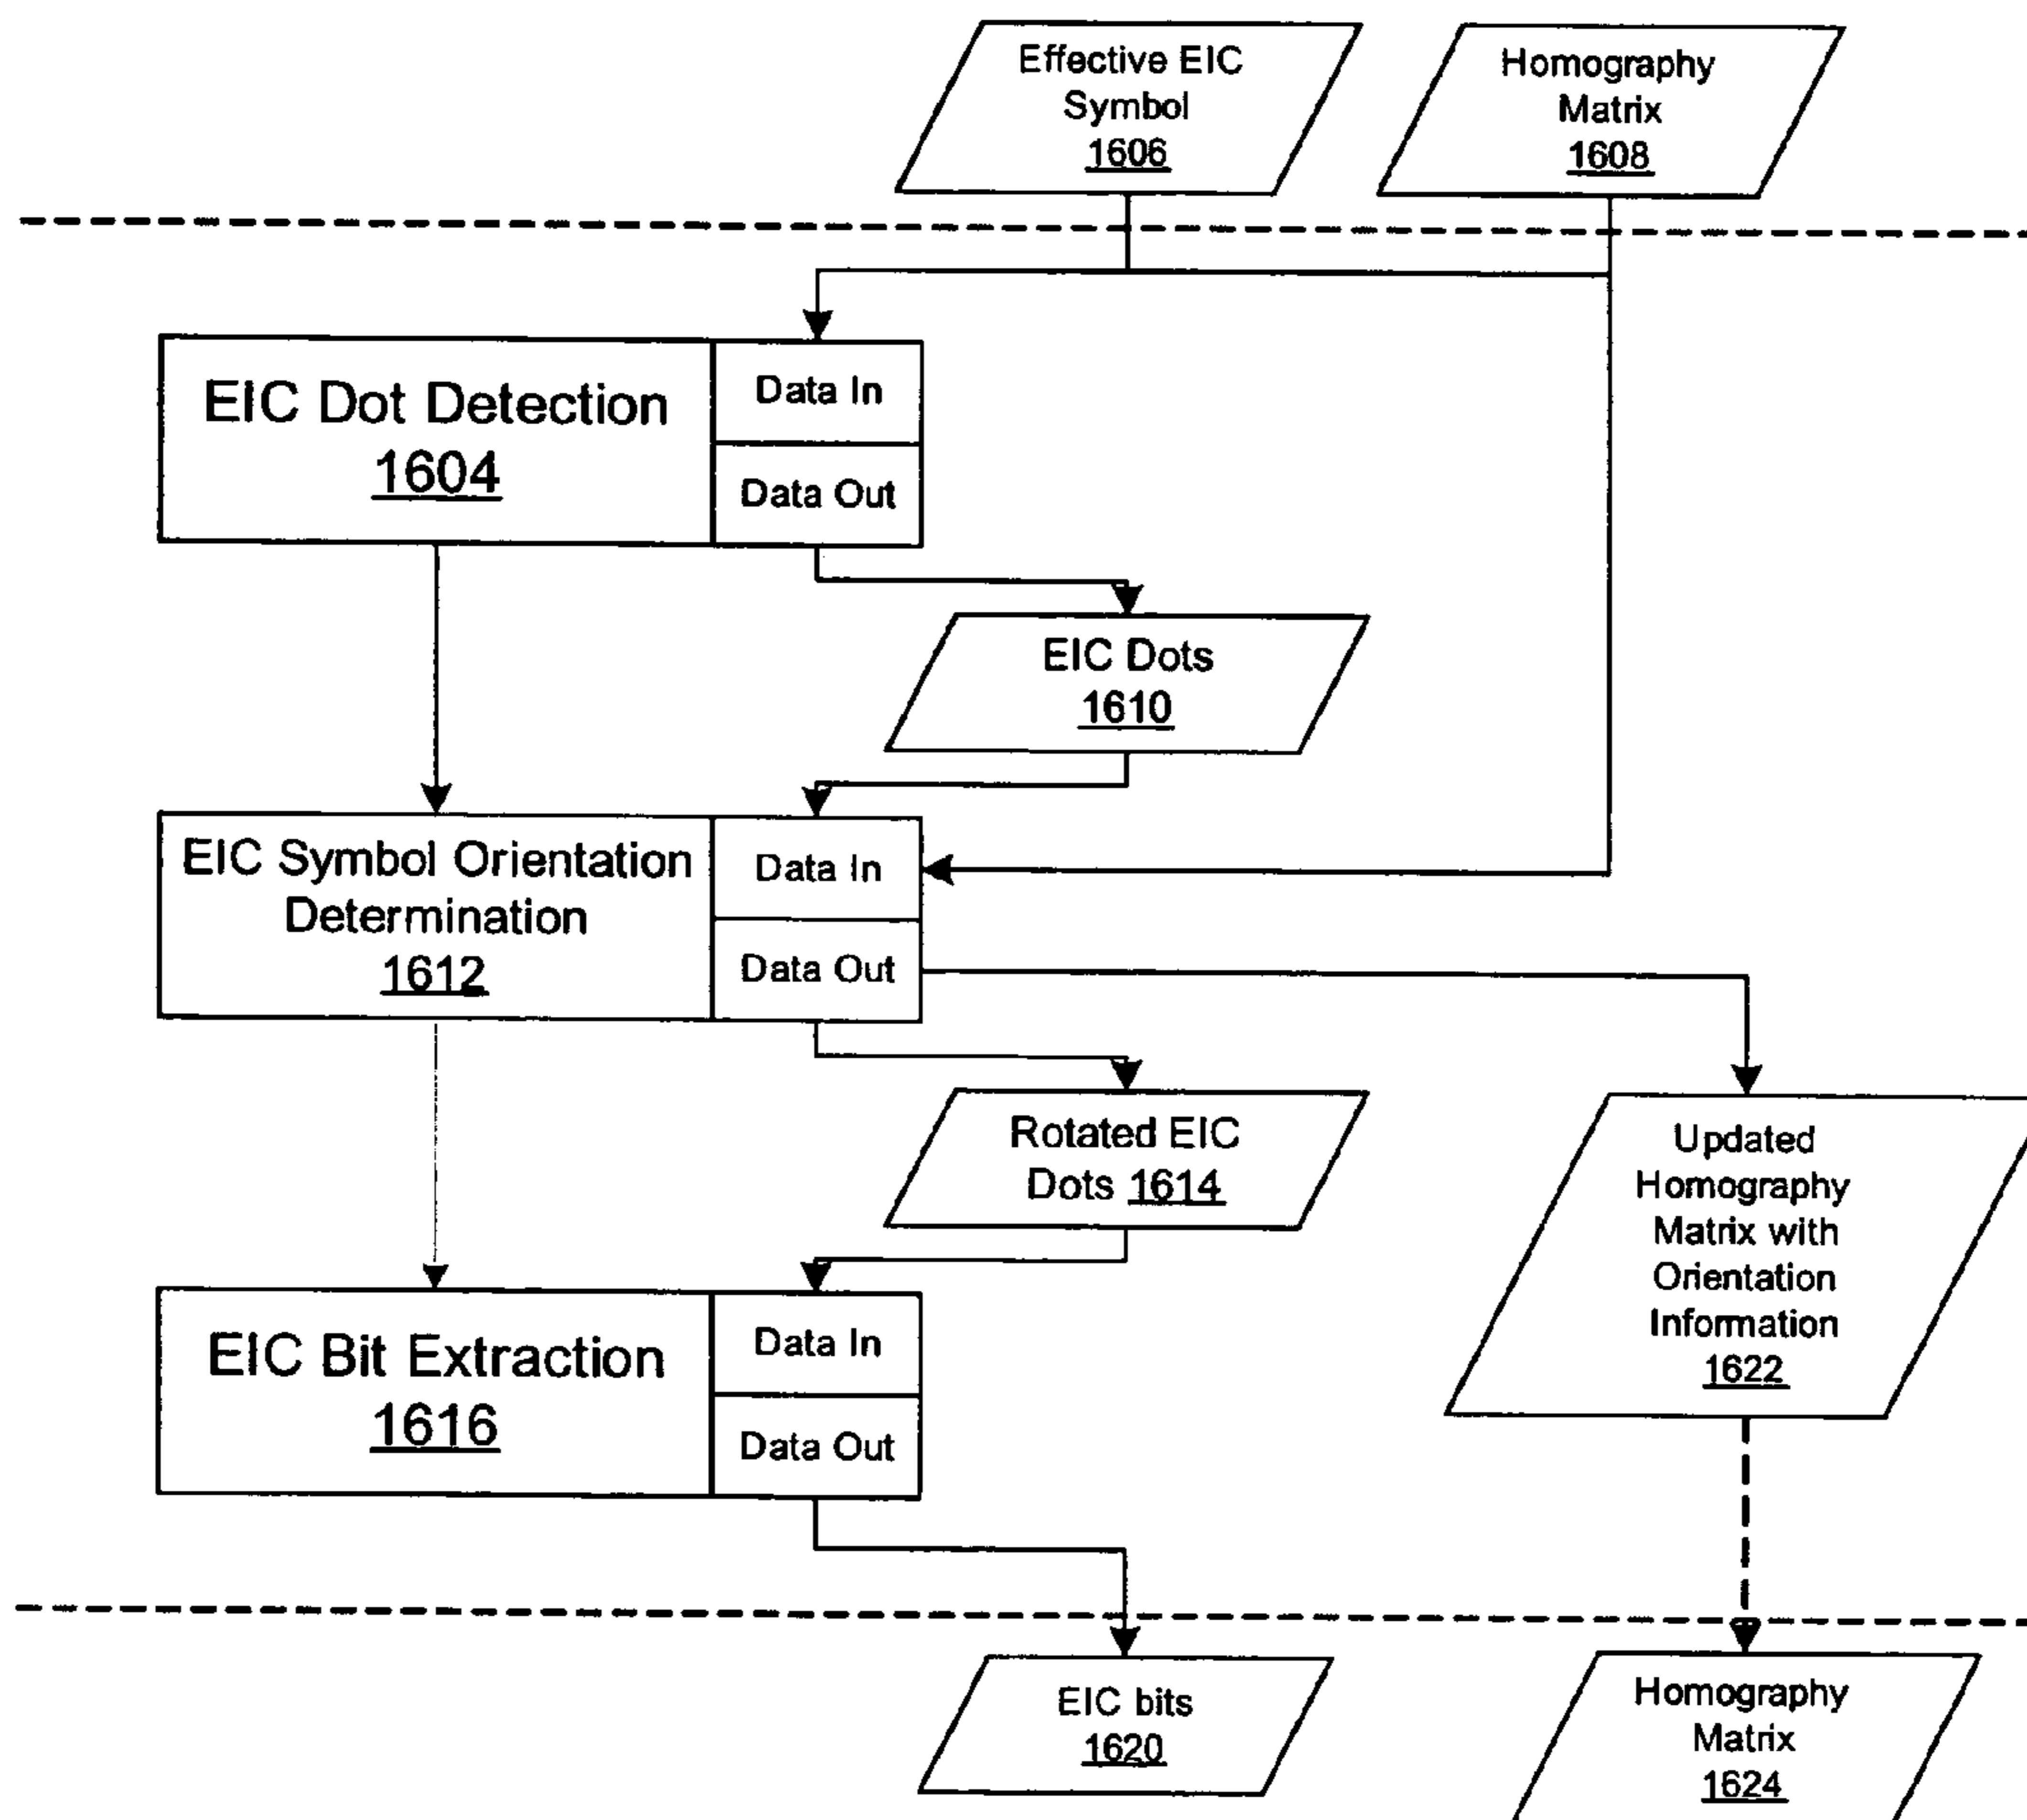 Effective EIC
Symbol
1606
Homography
Matrix
1608
EIC Dot Detection
1604
Data In
Data Out
EIC Dots
1610
EIC Symbol Orientation
Determination
1612
Data In
Data Out
Rotated EIC
Dots 1614
Updated
Homography
Matrix with
Orientation
Information
1622
EIC Bit Extraction
1616
Data In
Data Out
EIC bits
1620
Homography
Matrix
1624